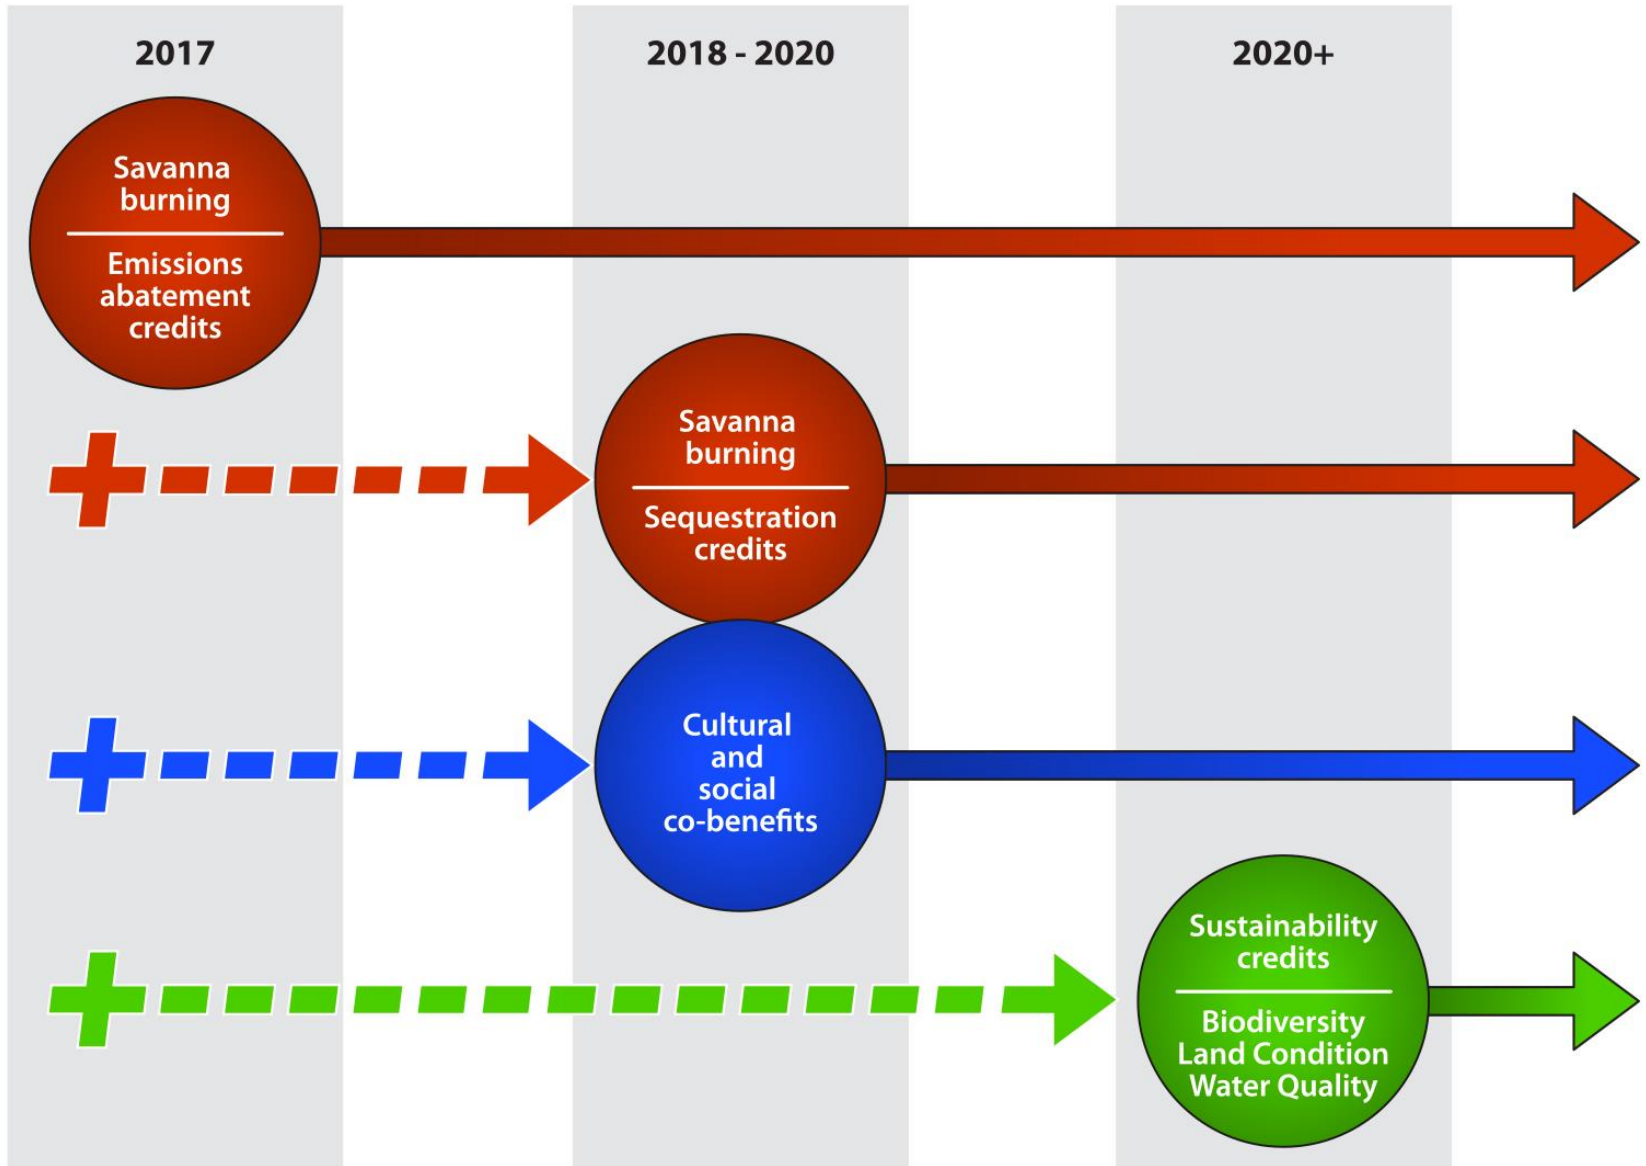 2017
2018 - 2020
2020+
Savanna
burning
Emissions
abatement
credits
Savanna
burning
Sequestration
credits
Cultural
and
social
co-benefits
Sustainability
credits
Biodiversity
Land Condition
Water Quality